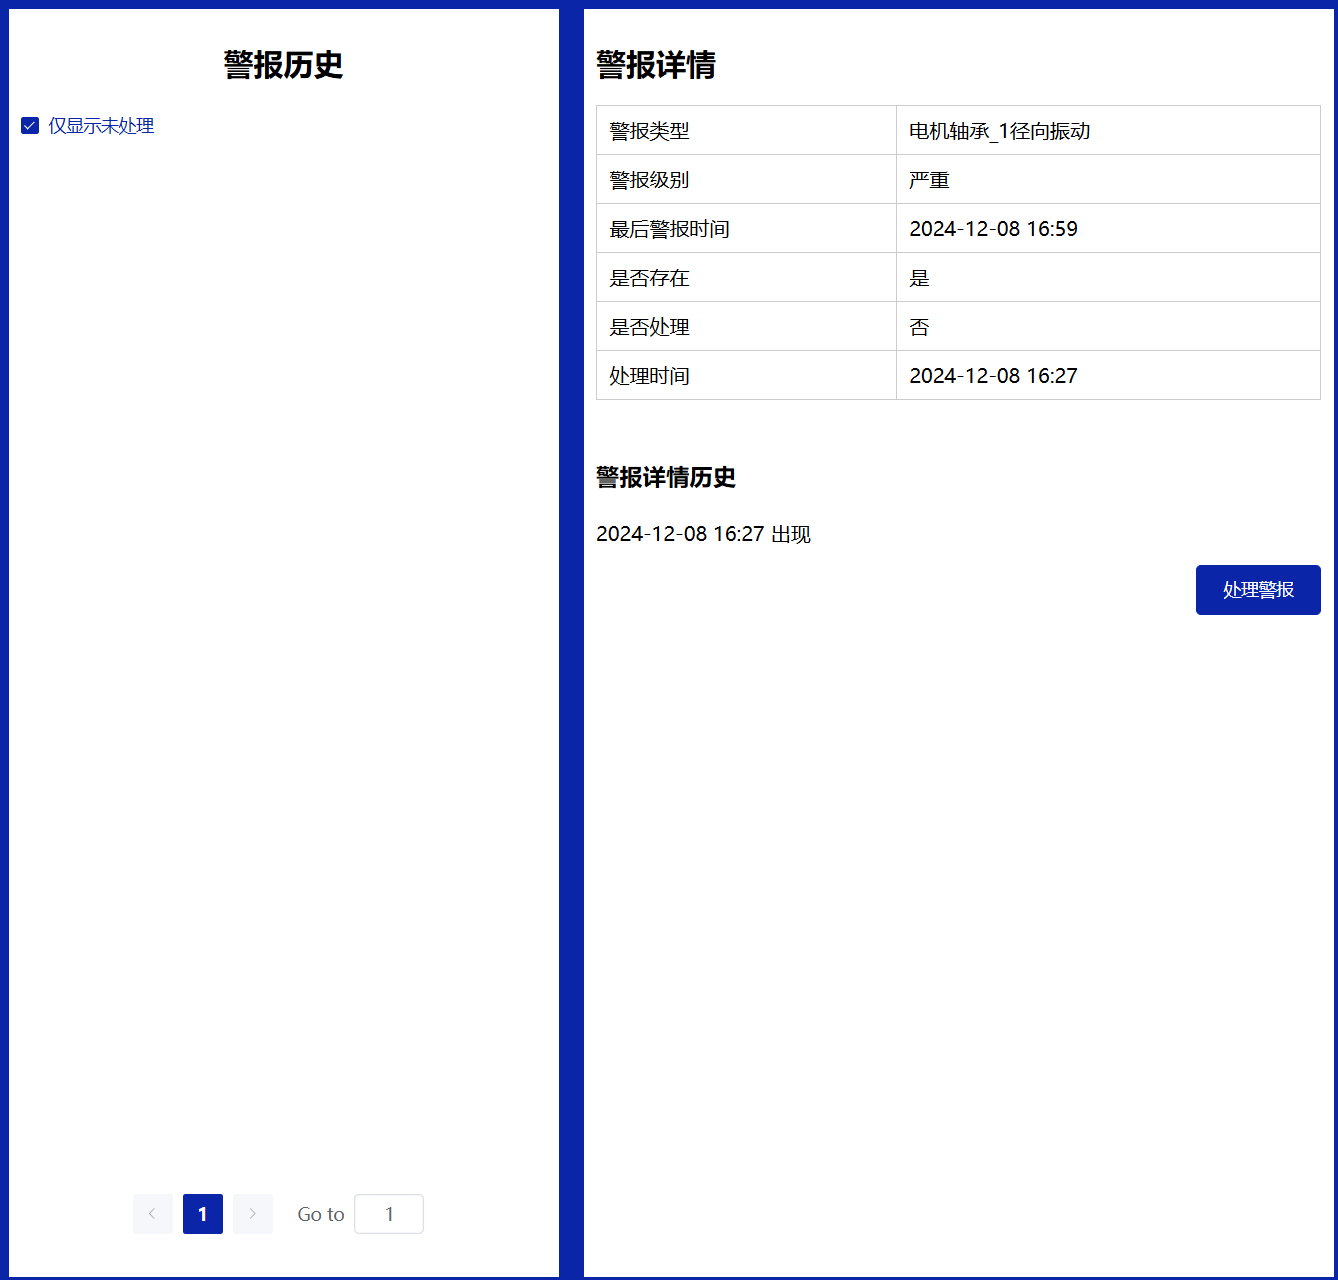 警报历史
仅显示未处理
1
Go to 1
警报详情
警报类型 电机轴承_1径向振动
警报级别 严重
最后警报时间 2024-12-08 16:59
是否存在 是
是否处理 否
处理时间 2024-12-08 16:27
警报详情历史
2024-12-08 16:27 出现
处理警报